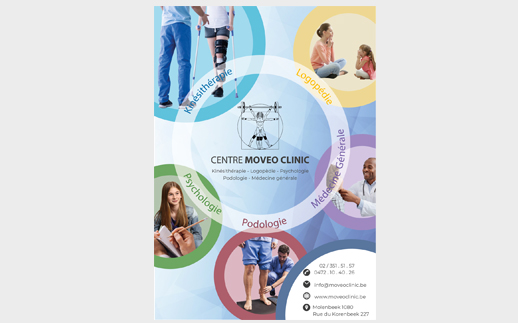 Kinésithérapie
Logopédie
CENTRE MOVEO CLINIC
Kinésithérapie - Logopédie - Psychologie
Podologie - Médecine générale
Médecine Générale
Psychologie
Podologie
02 / 351 . 51 . 57
0472 . 10 . 40 . 39
info@moveoclinic.be
www.moveoclinic.be
Molenbeek 1080
Rue du Korenbeek 227